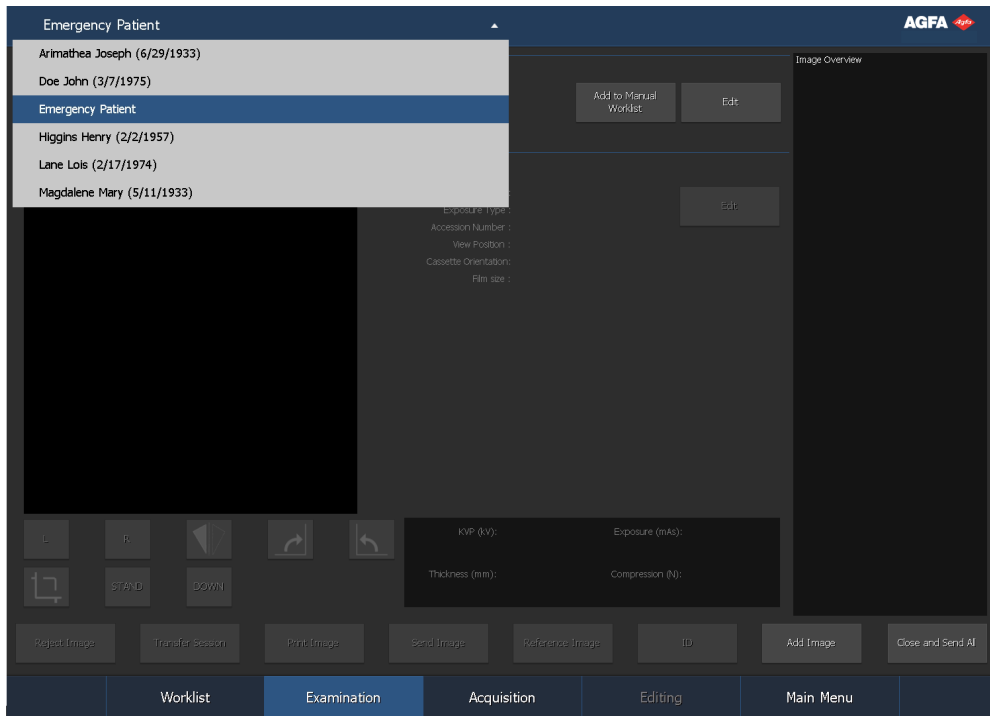 Emergency Patient
AGFA
Agfa
Arimathea Joseph (6/29/1933)
Doe John (3/7/1975)
Emergency Patient
Higgins Henry (2/2/1957)
Lane Lois (2/17/1974)
Magdalene Mary (5/11/1933)
Image Overview
Add to Manual
Worklist
Edit
Exposure Type :
Edit
Accession Number :
View Position :
Cassette Orientation:
Film size :
L
R
STAND
DOWN
KVP (kV):
Exposure (mAs):
Thickness (mm):
Compression (N):
Reject Image
Transfer Session
Print Image
Send Image
Reference Image
ID
Add Image
Close and Send All
Worklist
Examination
Acquisition
Editing
Main Menu